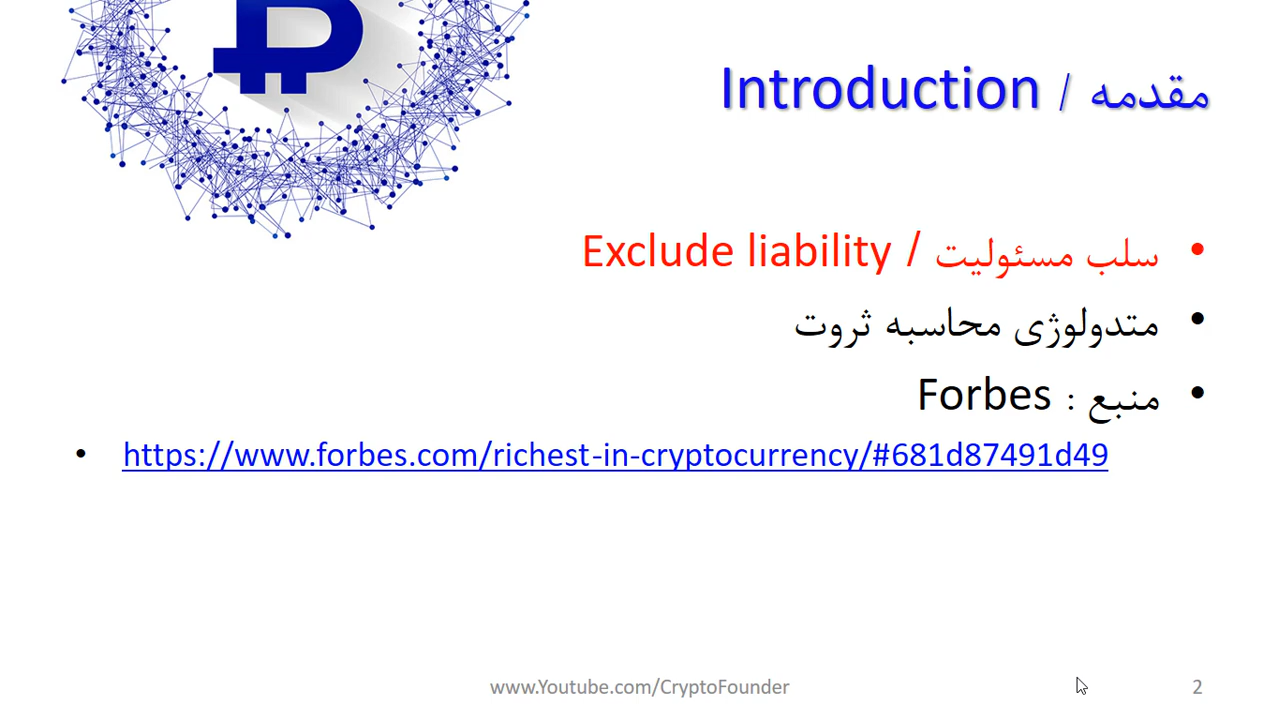 مقدمه / Introduction
• سلب مسئولیت / Exclude liability
• متدولوژی محاسبه ثروت
• منبع : Forbes
• https://www.forbes.com/richest-in-cryptocurrency/#681d87491d49
www.Youtube.com/CryptoFounder 2